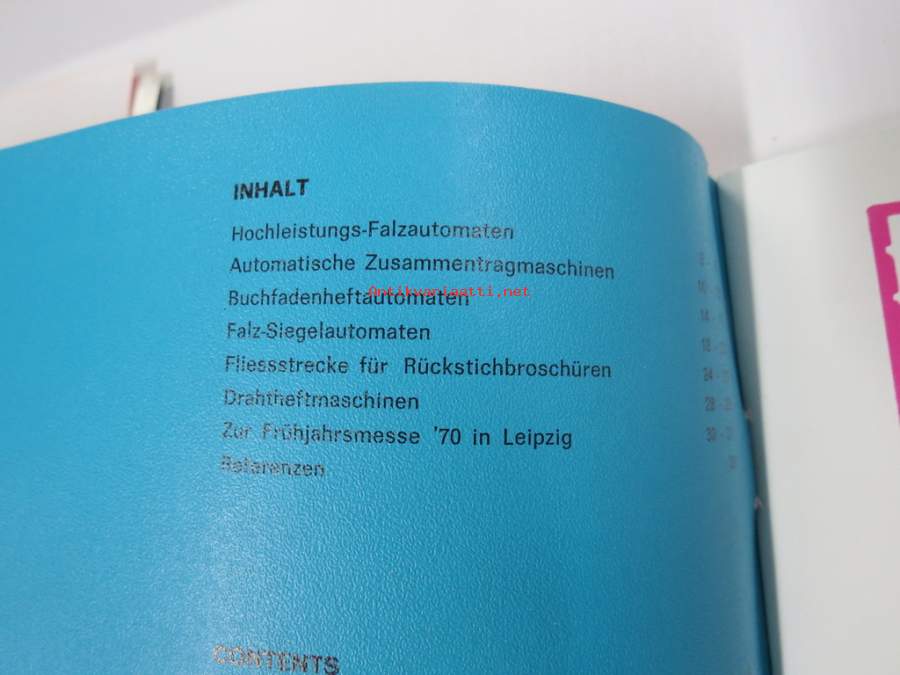 INHALT
Hochleistungs-Falzautomaten
Automatische Zusammentragmaschinen
Buchfadenheftautomaten
Antikvariaatti.net
Falz-Siegelautomaten
Fliessstrecke für Rückstichbroschüren
Drahtheftmaschinen
Zur Frühjahrsmesse '70 in Leipzig
Referenzen
CONTENTS